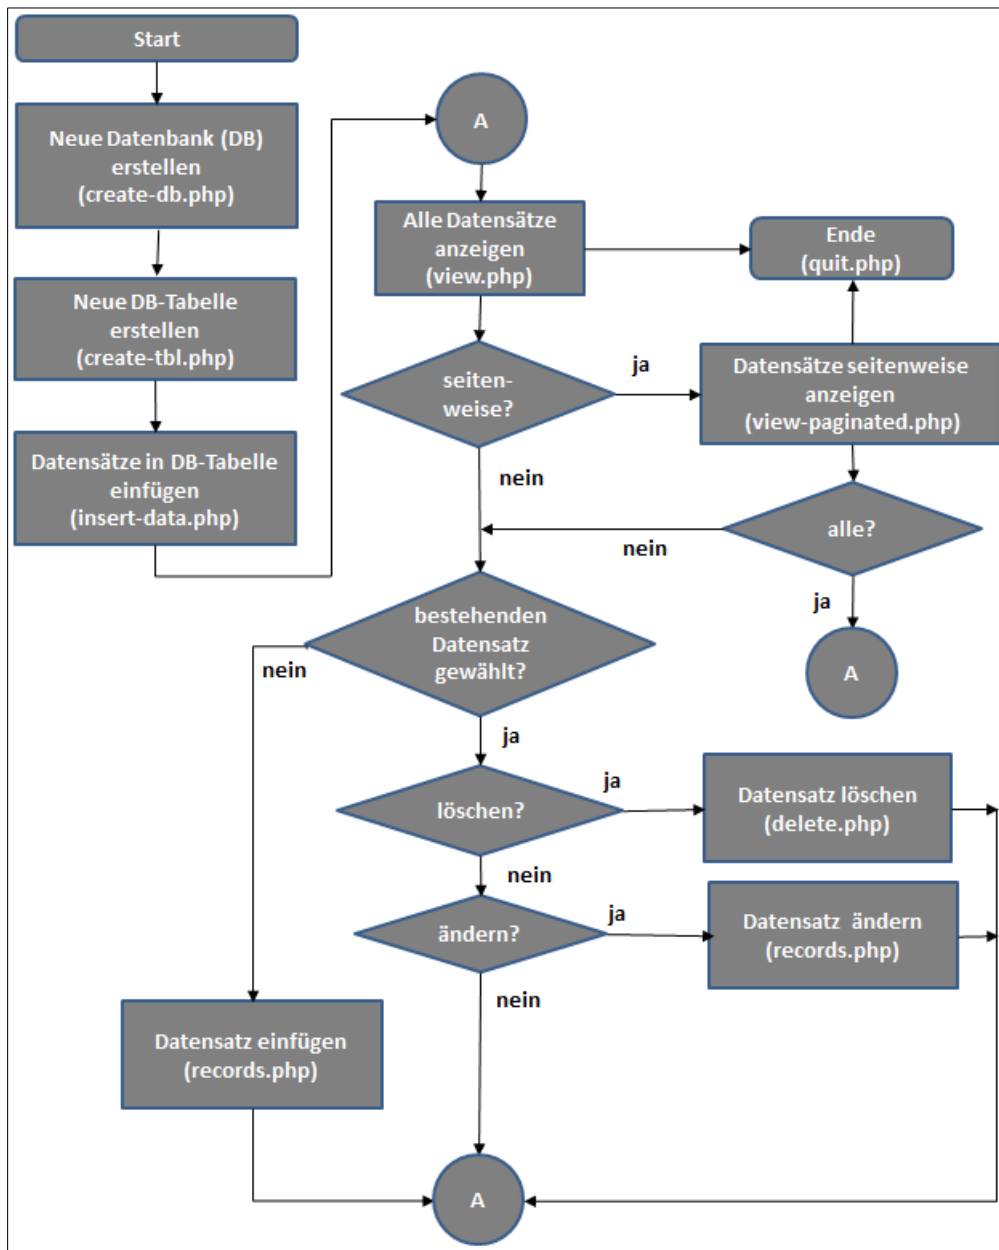 Start
Neue Datenbank (DB)
erstellen
(create-db.php)
Neue DB-Tabelle
erstellen
(create-tbl.php)
Datensätze in DB-Tabelle
einfügen
(insert-data.php)
A
Alle Datensätze
anzeigen
(view.php)
Ende
(quit.php)
seiten-
weise?
ja
Datensätze seitenweise
anzeigen
(view-paginated.php)
nein
alle?
nein
ja
A
bestehenden
Datensatz
gewählt?
nein
ja
löschen?
ja
Datensatz löschen
(delete.php)
nein
ändern?
ja
Datensatz ändern
(records.php)
nein
Datensatz einfügen
(records.php)
A